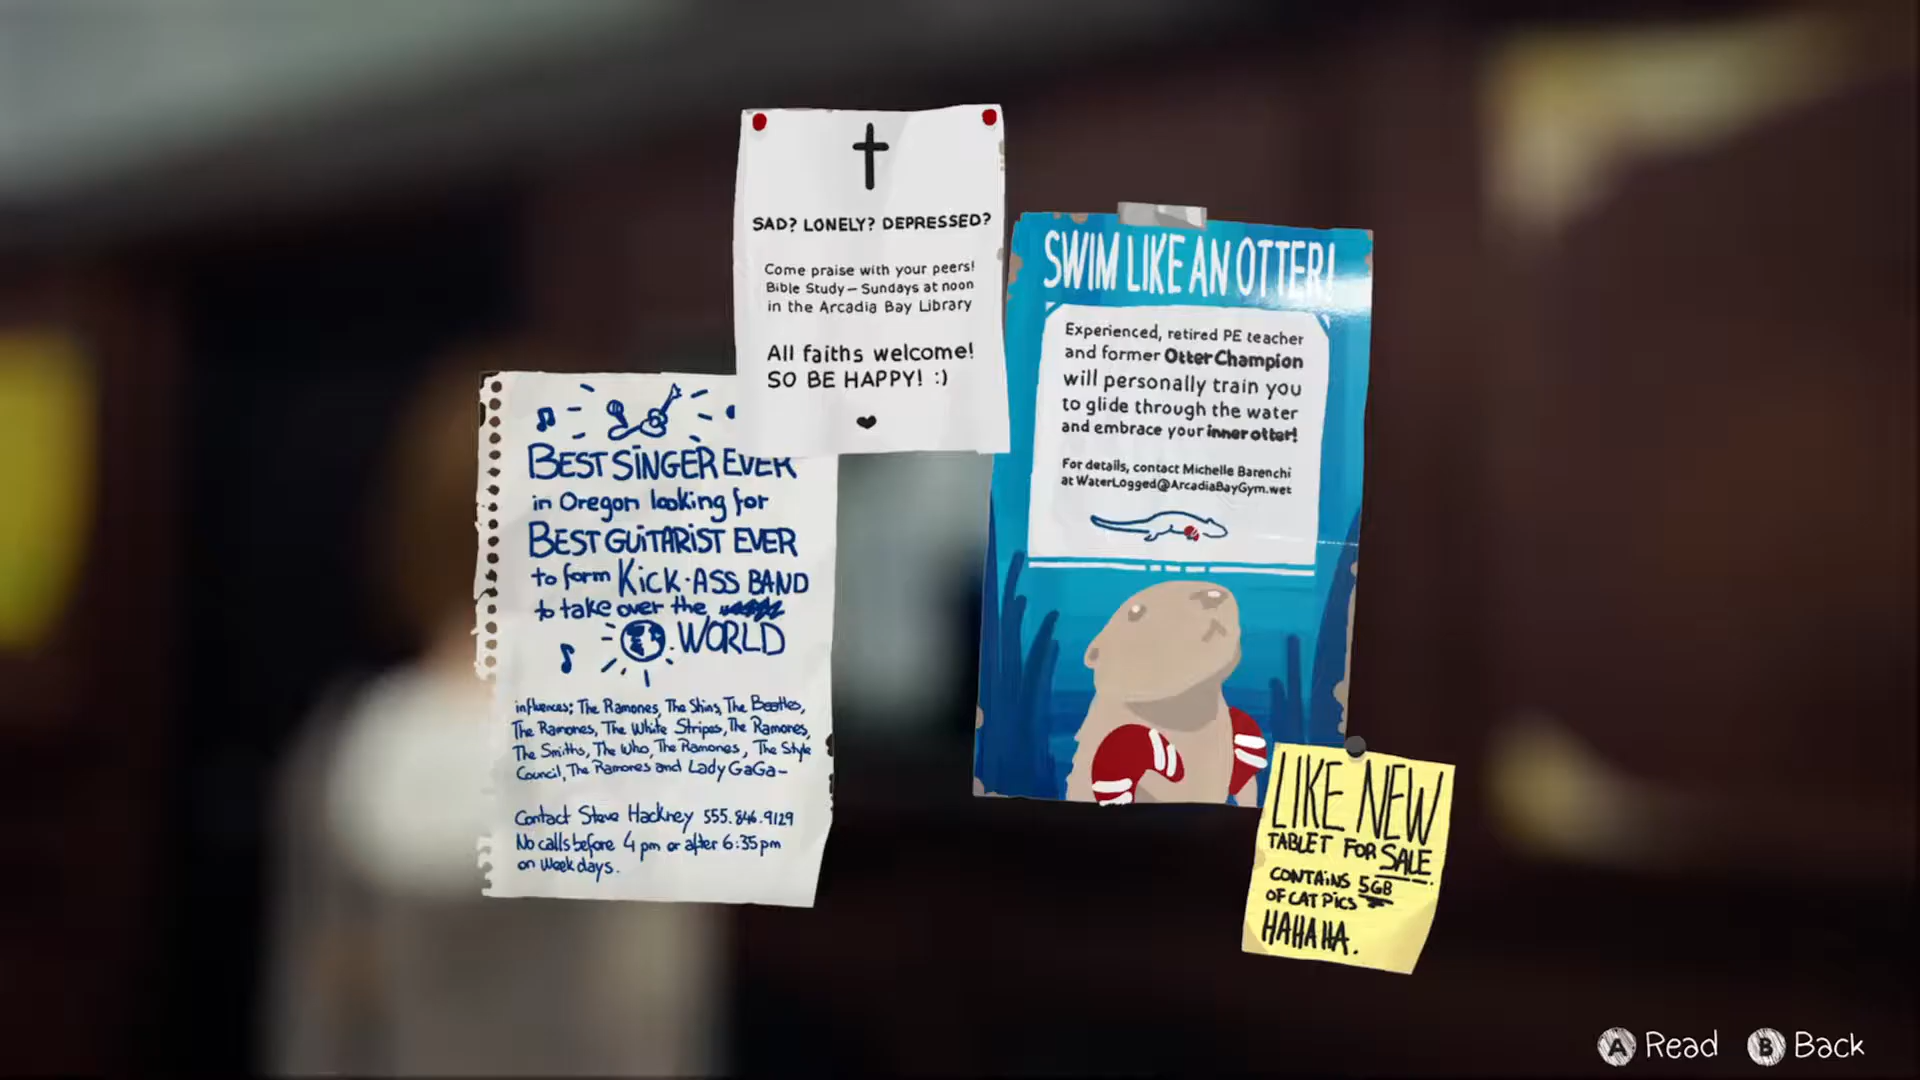 SAD? LONELY? DEPRESSED?
Come praise with your peers!
Bible Study – Sundays at noon
in the Arcadia Bay Library
All faiths welcome!
SO BE HAPPY! :)
SWIM LIKE AN OTTER!
Experienced, retired PE teacher
and former Otter Champion
will personally train you
to glide through the water
and embrace your inner otter!
For details, contact Michelle Barenchi
at WaterLogged@ArcadiaBayGym.wet
BEST SINGER EVER
in Oregon looking for
BEST GUITARIST EVER
to form KICK-ASS BAND
to take over the
WORLD
influences: The Ramones, The Shins, The Beatles,
The Ramones, The White Stripes, The Ramones,
The Smiths, The Who, The Ramones, The Style
Council, The Ramones and Lady GaGa–
Contact Steve Hackney 555.846.9129
No calls before 4 pm or after 6:35 pm
on weekdays.
LIKE NEW
TABLET FOR SALE.
CONTAINS 5GB
OF CAT PICS
HAHAHA.
A Read B Back